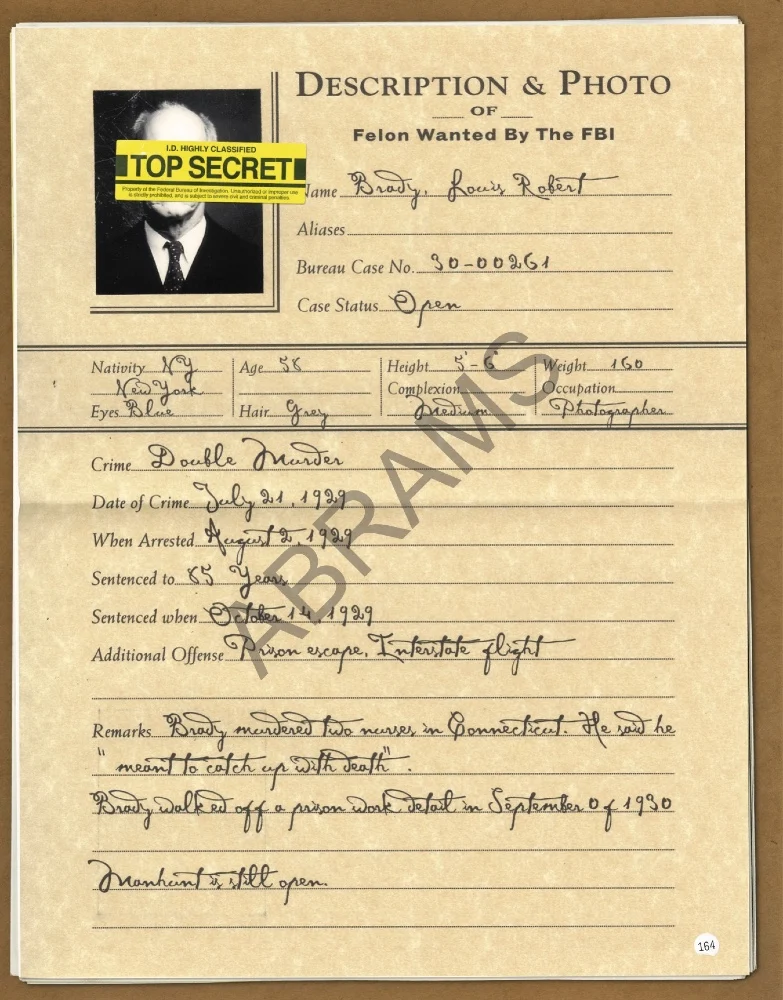 DESCRIPTION & PHOTO
OF
Felon Wanted By The FBI
I.D. HIGHLY CLASSIFIED
TOP SECRET
Property of the Federal Bureau of Investigation. Unauthorized or improper use
is strictly prohibited, and is subject to severe civil and criminal penalties.
Name Brady, Louis Robert
Aliases
Bureau Case No. 30-00261
Case Status Open
Nativity NY Age 58 Height 5'-6" Weight 160
New York Complexion Occupation
Eyes Blue Hair Grey Medium Photographer
Crime Double Murder
Date of Crime July 21, 1929
When Arrested August 2, 1929
Sentenced to 85 Years
Sentenced when October 14, 1929
Additional Offense Prison escape, Interstate flight
Remarks Brady murdered two nurses in Connecticut. He said he
"meant to catch up with death".
Brady walked off a prison work detail in September of 1930
Manhunt is still open.
ABRAMS
164